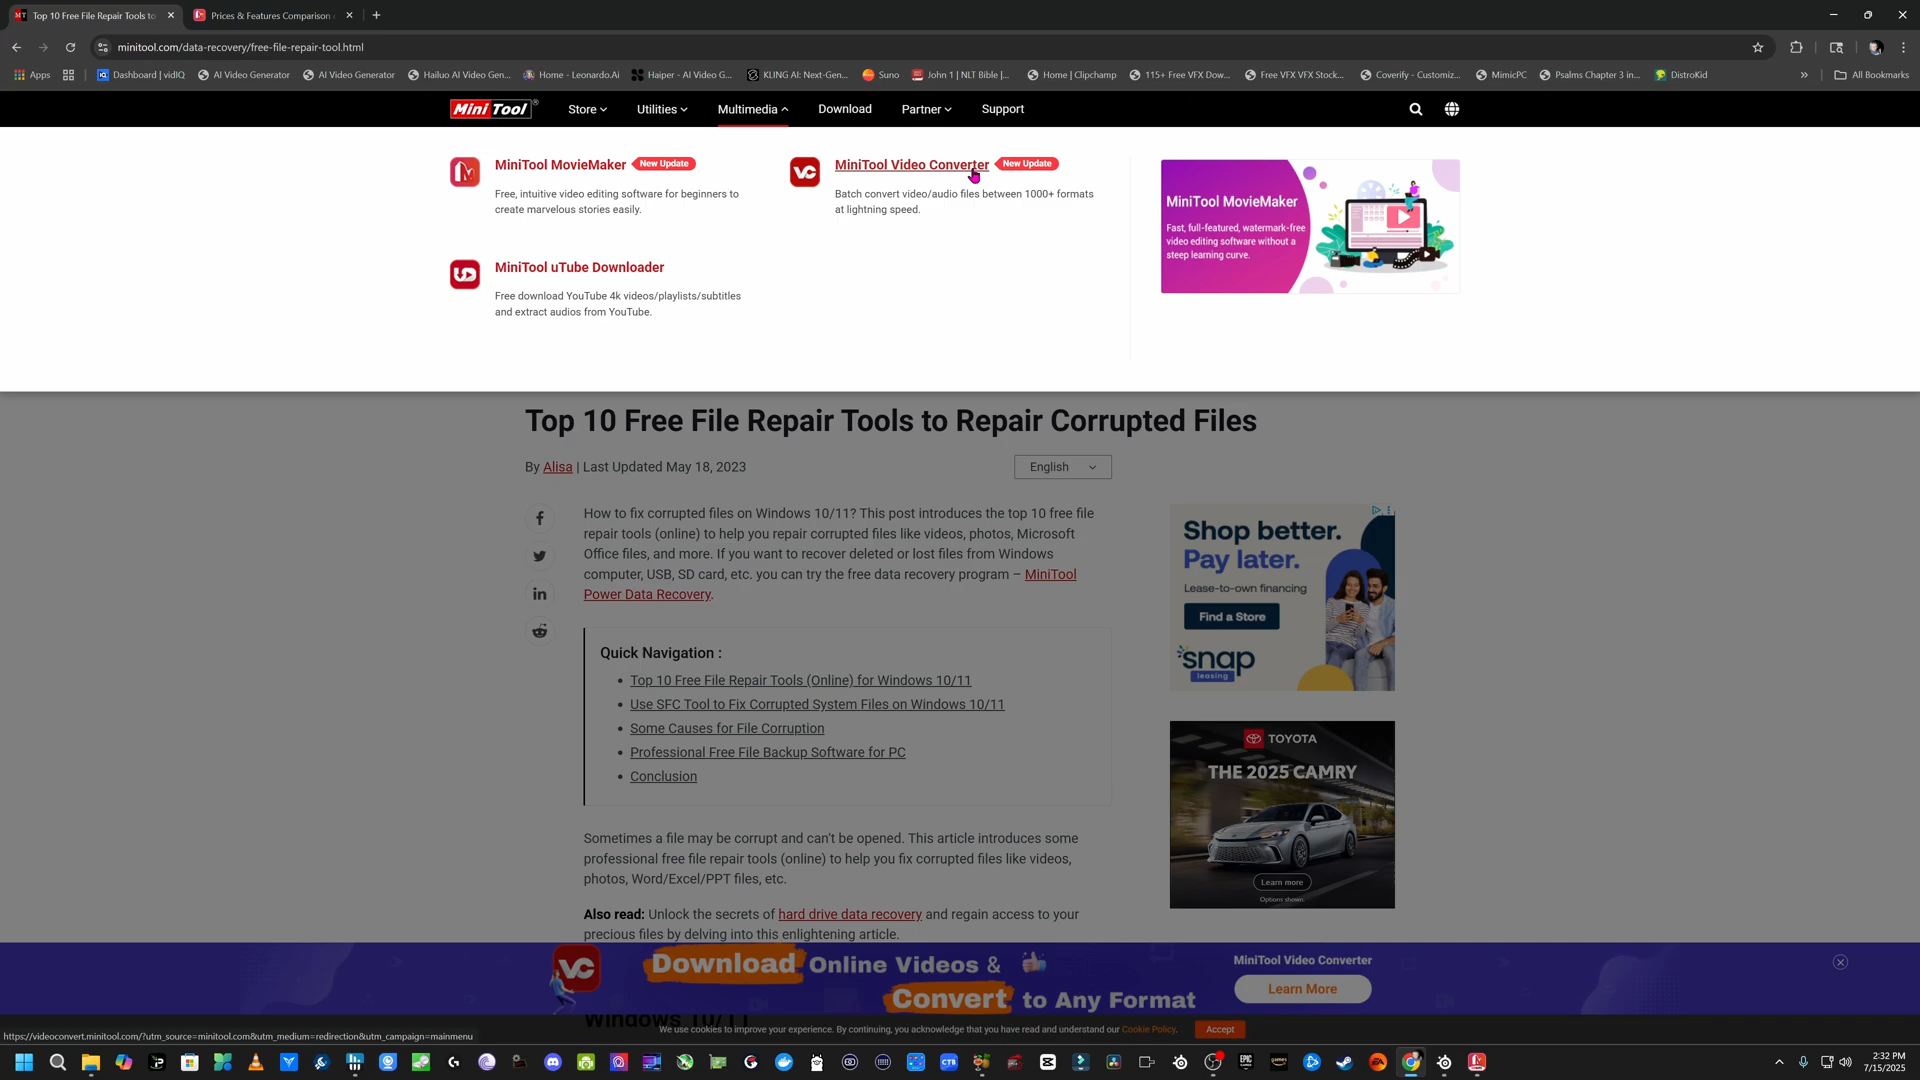 Top 10 Free File Repair Tools to
Prices & Features Comparison
minitool.com/data-recovery/free-file-repair-tool.html
Apps
Dashboard | vidIQ
AI Video Generator
AI Video Generator
Hailuo AI Video Gen...
Home - Leonardo.Ai
Haiper - AI Video G...
KLING AI: Next-Gen...
Suno
John 1 | NLT Bible |...
Home | Clipchamp
115+ Free VFX Dow...
Free VFX VFX Stock...
Coverify - Customiz...
MimicPC
Psalms Chapter 3 in...
DistroKid
All Bookmarks
Mini Tool®
Store
Utilities
Multimedia
Download
Partner
Support
MiniTool MovieMaker New Update
Free, intuitive video editing software for beginners to
create marvelous stories easily.
MiniTool Video Converter New Update
Batch convert video/audio files between 1000+ formats
at lightning speed.
MiniTool uTube Downloader
Free download YouTube 4k videos/playlists/subtitles
and extract audios from YouTube.
MiniTool MovieMaker
Fast, full-featured, watermark-free
video editing software without a
steep learning curve.
Top 10 Free File Repair Tools to Repair Corrupted Files
By Alisa | Last Updated May 18, 2023
English
How to fix corrupted files on Windows 10/11? This post introduces the top 10 free file
repair tools (online) to help you repair corrupted files like videos, photos, Microsoft
Office files, and more. If you want to recover deleted or lost files from Windows
computer, USB, SD card, etc. you can try the free data recovery program – MiniTool
Power Data Recovery.
Quick Navigation :
Top 10 Free File Repair Tools (Online) for Windows 10/11
Use SFC Tool to Fix Corrupted System Files on Windows 10/11
Some Causes for File Corruption
Professional Free File Backup Software for PC
Conclusion
Sometimes a file may be corrupt and can't be opened. This article introduces some
professional free file repair tools (online) to help you fix corrupted files like videos,
photos, Word/Excel/PPT files, etc.
Also read: Unlock the secrets of hard drive data recovery and regain access to your
precious files by delving into this enlightening article.
Shop better.
Pay later.
Lease-to-own financing
Find a Store
snap
leasing
TOYOTA
THE 2025 CAMRY
Learn more
Options shown.
VC
Download Online Videos &
Convert to Any Format
MiniTool Video Converter
Learn More
Windows 10/11
We use cookies to improve your experience. By continuing, you acknowledge that you have read and understand our Cookie Policy.
Accept
https://videoconvert.minitool.com/?utm_source=minitool.com&utm_medium=redirection&utm_campaign=mainmenu
2:32 PM
7/15/2025